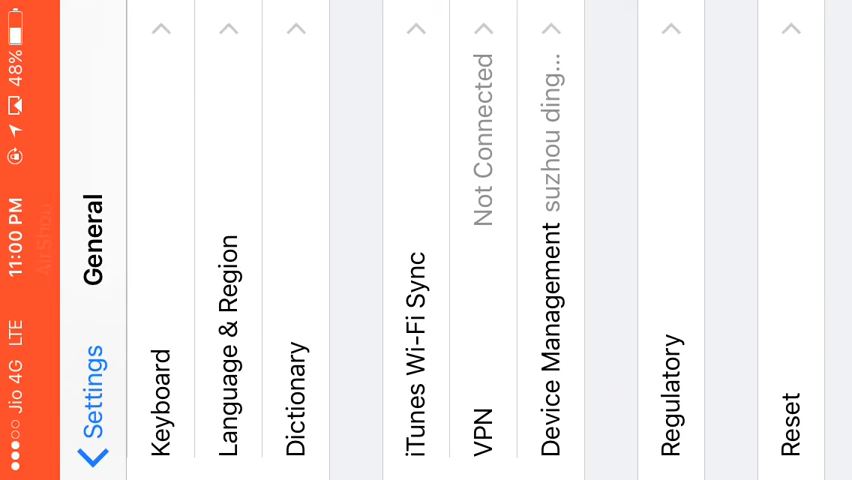 Jio 4G LTE 11:00 PM 48%
AirShou
Settings General
Keyboard
Language & Region
Dictionary
iTunes Wi-Fi Sync
VPN Not Connected
Device Management suzhou ding...
Regulatory
Reset